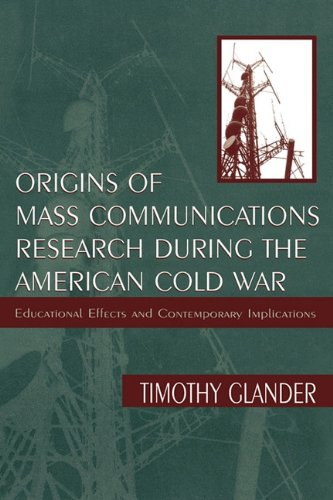 ORIGINS OF
MASS COMMUNICATIONS
RESEARCH DURING THE
AMERICAN COLD WAR
Educational Effects and Contemporary Implications
TIMOTHY GLANDER